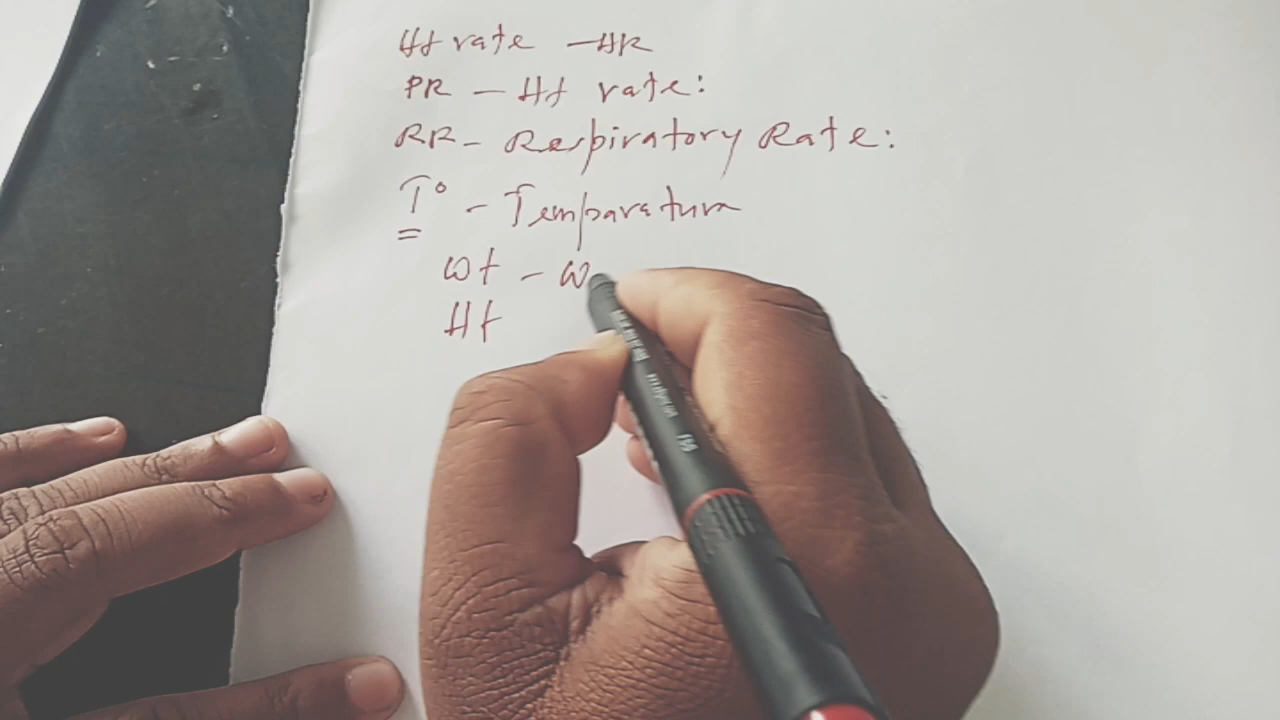 Ht rate - HR
PR - Ht rate:
RR - Respiratory Rate:
T° - Temparature
wt - w
Ht